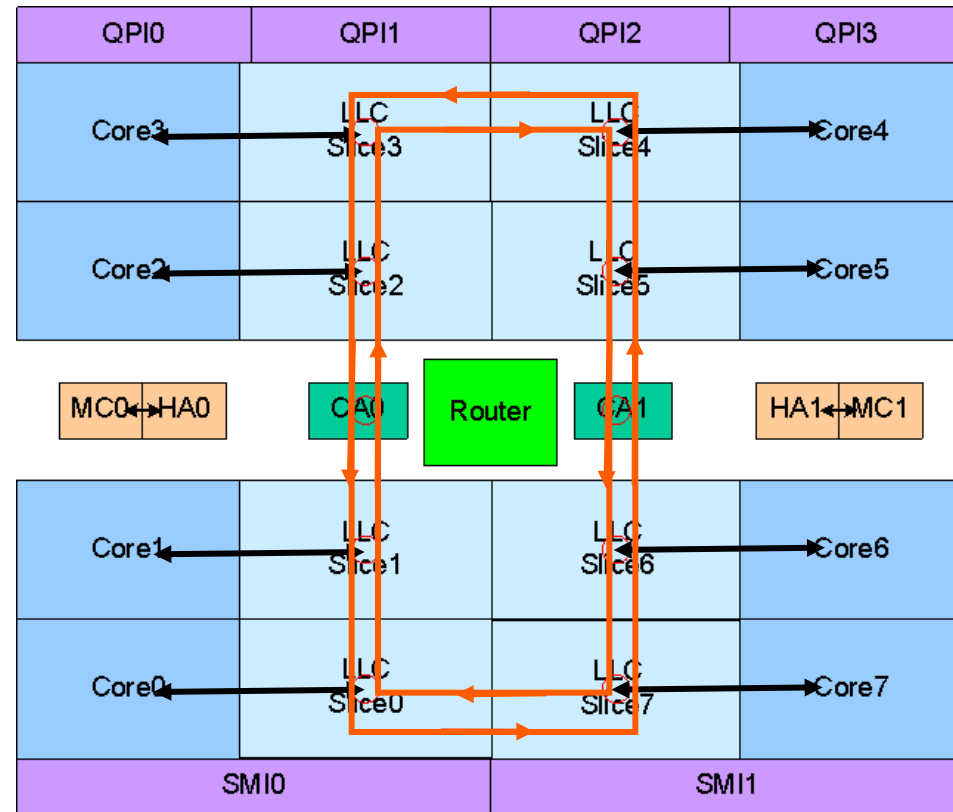 QPI0 QPI1 QPI2 QPI3
Core3
LLC
Slice3
LLC
Slice4
Core4
Core2
LLC
Slice2
LLC
Slice5
Core5
MC0 HA0
CA0
Router
CA1
HA1 MC1
Core1
LLC
Slice1
LLC
Slice6
Core6
Core0
LLC
Slice0
LLC
Slice7
Core7
SMI0 SMI1